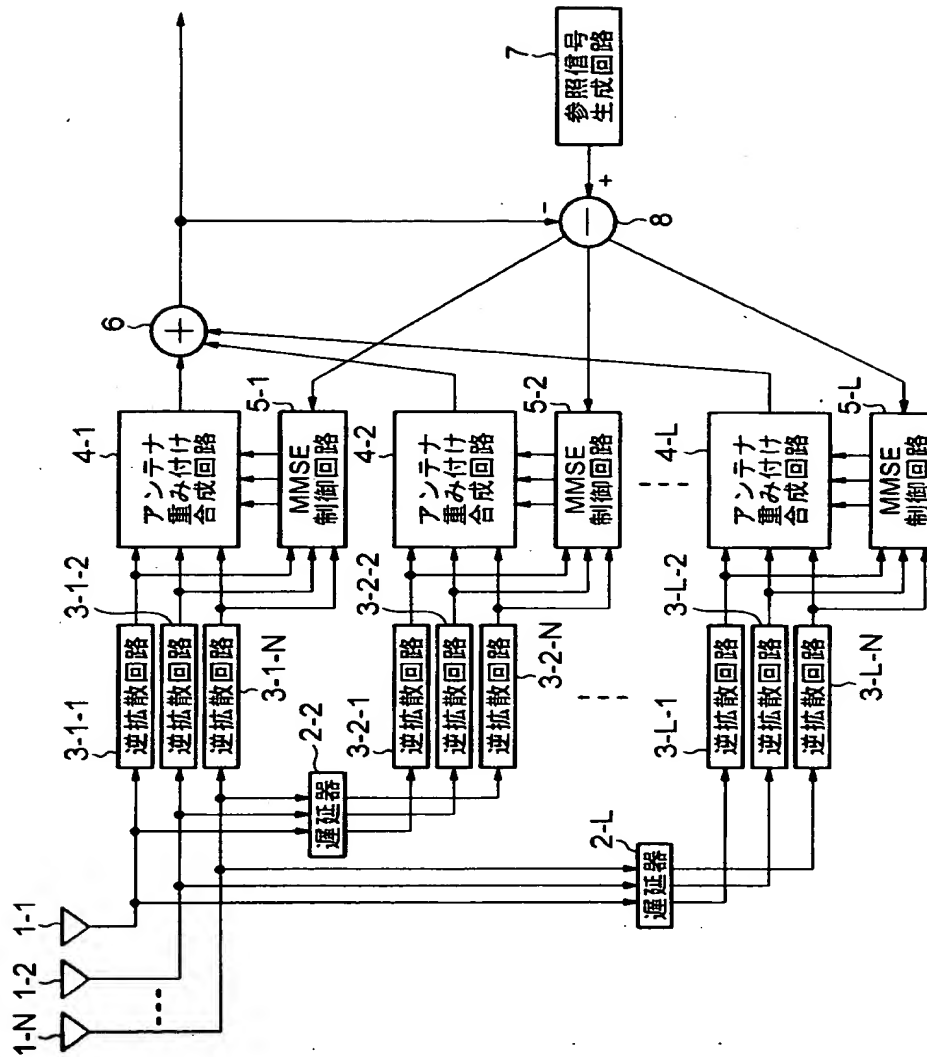 1-1
1-2
1-N
2-2
遅延器
2-L
遅延器
3-1-1
逆拡散回路
3-1-2
逆拡散回路
3-1-N
逆拡散回路
3-2-1
逆拡散回路
3-2-2
逆拡散回路
3-2-N
逆拡散回路
3-L-1
逆拡散回路
3-L-2
逆拡散回路
3-L-N
逆拡散回路
4-1
アンテナ
重み付け
合成回路
5-1
MMSE
制御回路
4-2
アンテナ
重み付け
合成回路
5-2
MMSE
制御回路
4-L
アンテナ
重み付け
合成回路
5-L
MMSE
制御回路
6
+
-
+
−
8
7
参照信号
生成回路